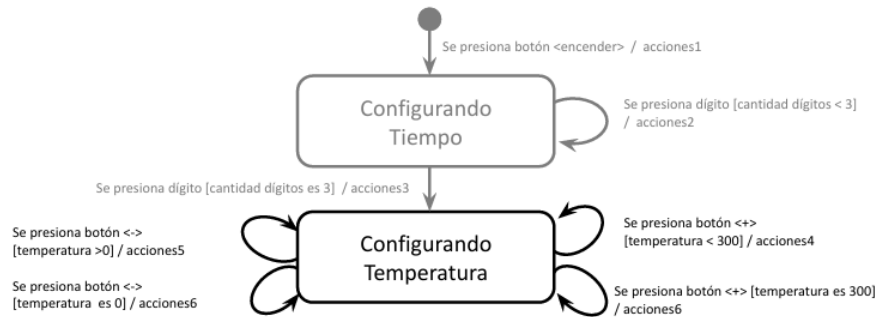 Se presiona botón <encender> / acciones1
Configurando
Tiempo
Se presiona dígito [cantidad dígitos < 3]
/ acciones2
Se presiona dígito [cantidad dígitos es 3] / acciones3
Se presiona botón <->
[temperatura >0] / acciones5
Configurando
Temperatura
Se presiona botón <+>
[temperatura < 300] / acciones4
Se presiona botón <->
[temperatura es 0] / acciones6
Se presiona botón <+> [temperatura es 300]
/ acciones6